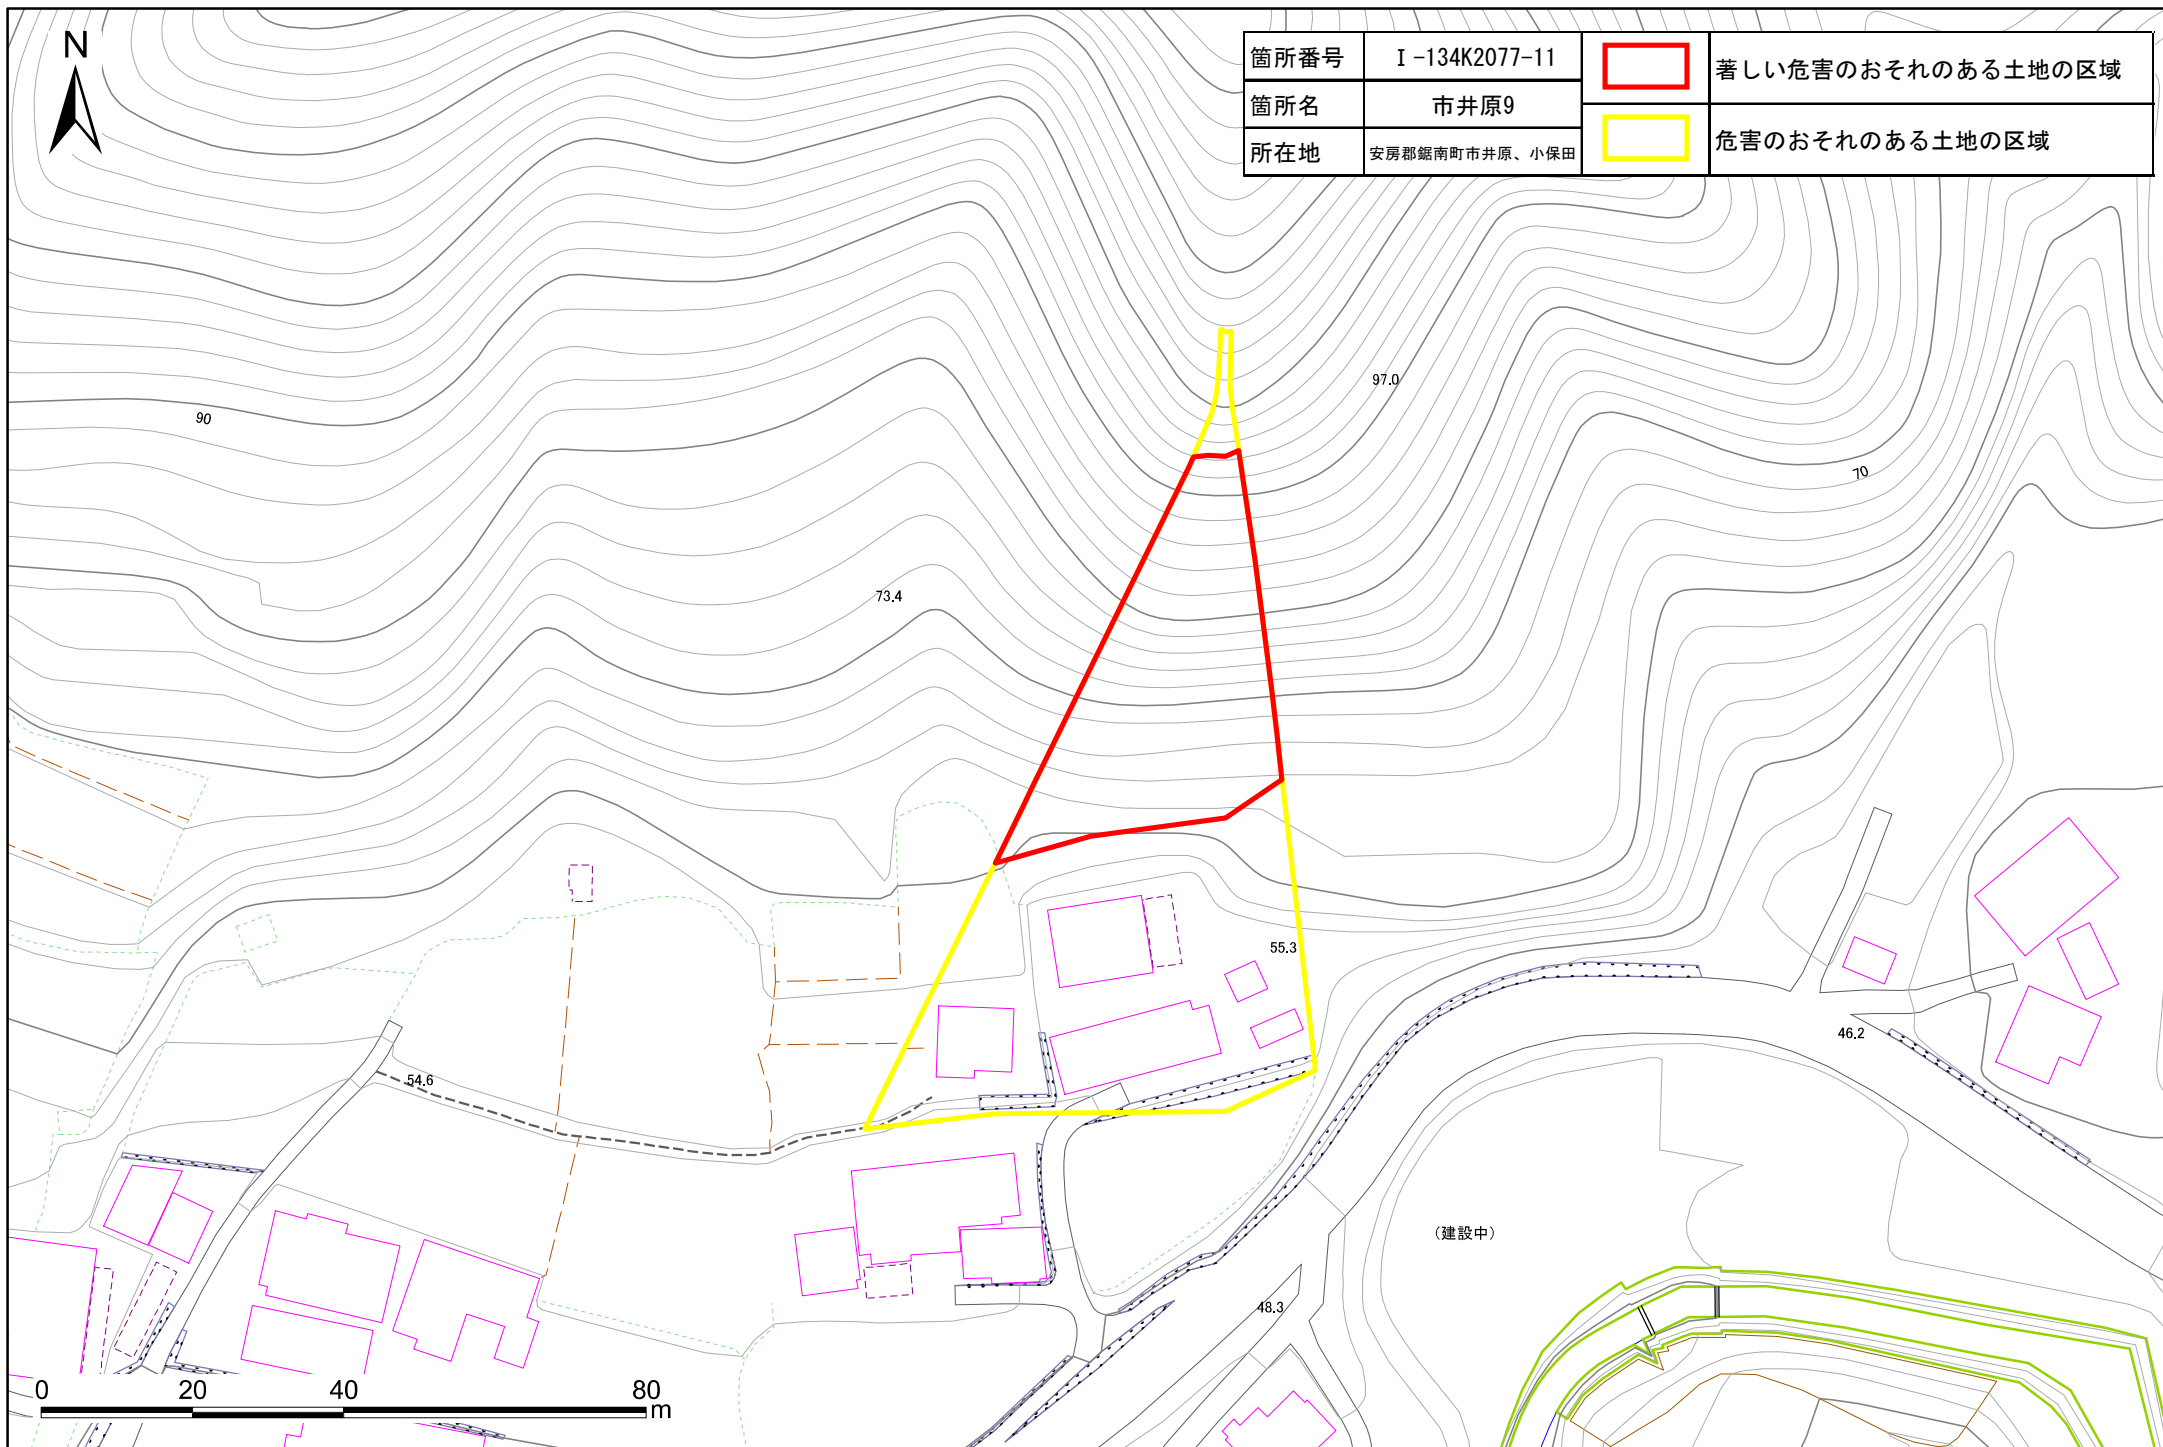 N
箇所番号 Ⅰ-134K2077-11
箇所名 市井原9
所在地 安房郡鋸南町市井原、小保田
著しい危害のおそれのある土地の区域
危害のおそれのある土地の区域
97.0
90
70
73.4
55.3
46.2
54.6
(建設中)
48.3
0 20 40 80
m